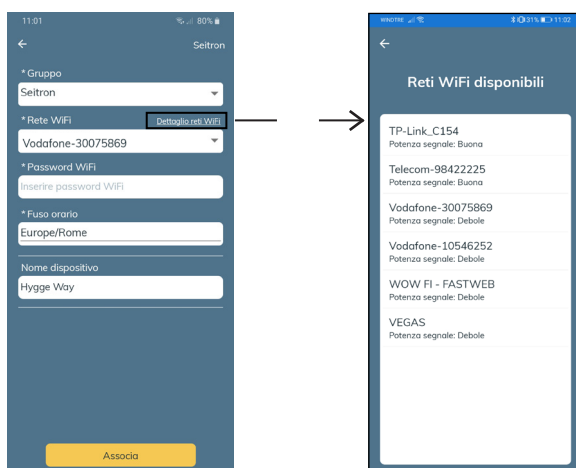 11:01 80%
Seitron
* Gruppo
Seitron
* Rete WiFi Dettaglio reti WiFi
Vodafone-30075869
* Password WiFi
Inserire password WiFi
* Fuso orario
Europe/Rome
Nome dispositivo
Hygge Way
Associa
WINDTRE 31% 11:02
Reti WiFi disponibili
TP-Link_C154
Potenza segnale: Buona
Telecom-98422225
Potenza segnale: Buona
Vodafone-30075869
Potenza segnale: Debole
Vodafone-10546252
Potenza segnale: Debole
WOW FI - FASTWEB
Potenza segnale: Debole
VEGAS
Potenza segnale: Debole